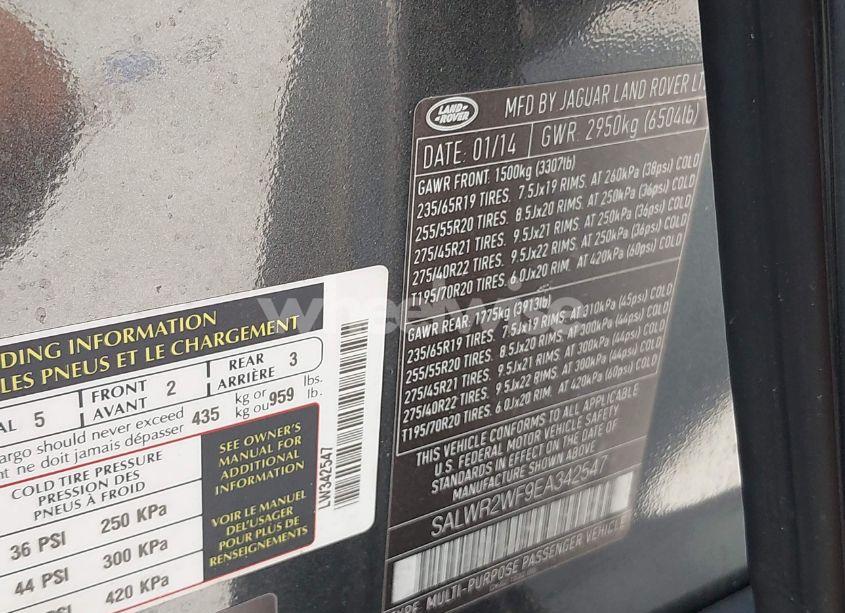 LAND
ROVER
MFD BY JAGUAR LAND ROVER
DATE: 01/14
GWR: 2950kg (6504lb)
GAWR FRONT: 1500kg (3307lb)
235/65R19 TIRES. 7.5Jx19 RIMS. AT 260kPa (38psi) COLD
255/55R20 TIRES. 8.5Jx20 RIMS. AT 250kPa (36psi) COLD
275/45R21 TIRES. 9.5Jx21 RIMS. AT 250kPa (36psi) COLD
275/40R22 TIRES. 9.5Jx22 RIMS. AT 250kPa (36psi) COLD
T195/70R20 TIRES. 6.0Jx20 RIM. AT 420kPa (60psi) COLD
GAWR REAR: 1775kg (3913lb)
235/65R19 TIRES. 7.5Jx19 RIMS. AT 310kPa (45psi) COLD
255/55R20 TIRES. 8.5Jx20 RIMS. AT 300kPa (44psi) COLD
275/45R21 TIRES. 9.5Jx21 RIMS. AT 300kPa (44psi) COLD
275/40R22 TIRES. 9.5Jx22 RIMS. AT 300kPa (44psi) COLD
T195/70R20 TIRES. 6.0Jx20 RIM. AT 420kPa (60psi) COLD
THIS VEHICLE CONFORMS TO ALL APPLICABLE
U.S. FEDERAL MOTOR VEHICLE SAFETY
STANDARDS IN EFFECT ON THE DATE OF
MANUFACTURE SHOWN ABOVE.
SALWR2WF9EA342547
TYPE: MULTI-PURPOSE PASSENGER VEHICLE
wheelwise
INFORMATION
LES PNEUS ET LE CHARGEMENT
5
FRONT
AVANT
2
REAR
ARRIÈRE
3
should never exceed
ne doit jamais dépasser
435
kg or
kg ou
959
lbs.
lb.
COLD TIRE PRESSURE
PRESSION DES
PNEUS À FROID
36 PSI
250 KPa
44 PSI
300 KPa
PSI
420 KPa
SEE OWNER'S
MANUAL FOR
ADDITIONAL
INFORMATION
VOIR LE MANUEL
DE L'USAGER
POUR PLUS DE
RENSEIGNEMENTS
LW342547